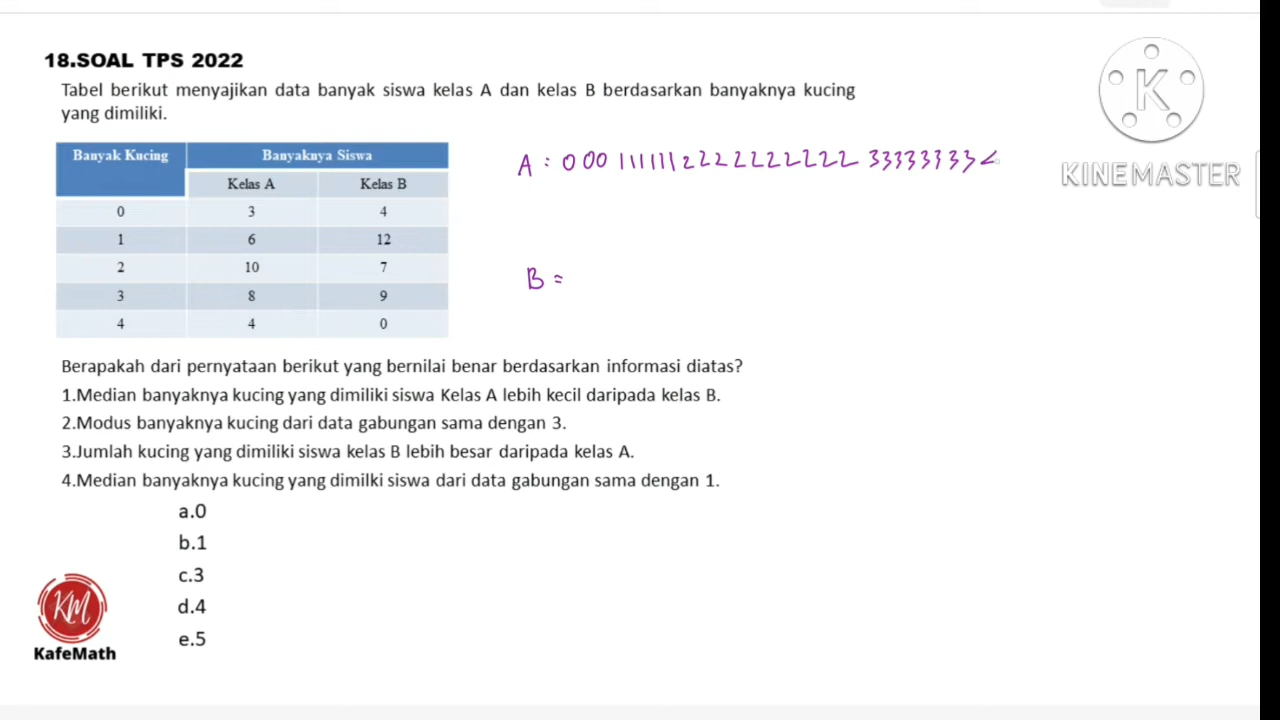 18.SOAL TPS 2022
Tabel berikut menyajikan data banyak siswa kelas A dan kelas B berdasarkan banyaknya kucing
yang dimiliki.
Banyak Kucing Banyaknya Siswa
Kelas A Kelas B
0 3 4
1 6 12
2 10 7
3 8 9
4 4 0
A : 0 0 0 1 1 1 1 1 1 2 2 2 2 2 2 2 2 2 2 3 3 3 3 3 3 3 3 <
B =
K
KINEMASTER
Berapakah dari pernyataan berikut yang bernilai benar berdasarkan informasi diatas?
1.Median banyaknya kucing yang dimiliki siswa Kelas A lebih kecil daripada kelas B.
2.Modus banyaknya kucing dari data gabungan sama dengan 3.
3.Jumlah kucing yang dimiliki siswa kelas B lebih besar daripada kelas A.
4.Median banyaknya kucing yang dimilki siswa dari data gabungan sama dengan 1.
a.0
b.1
c.3
d.4
e.5
KM
KafeMath